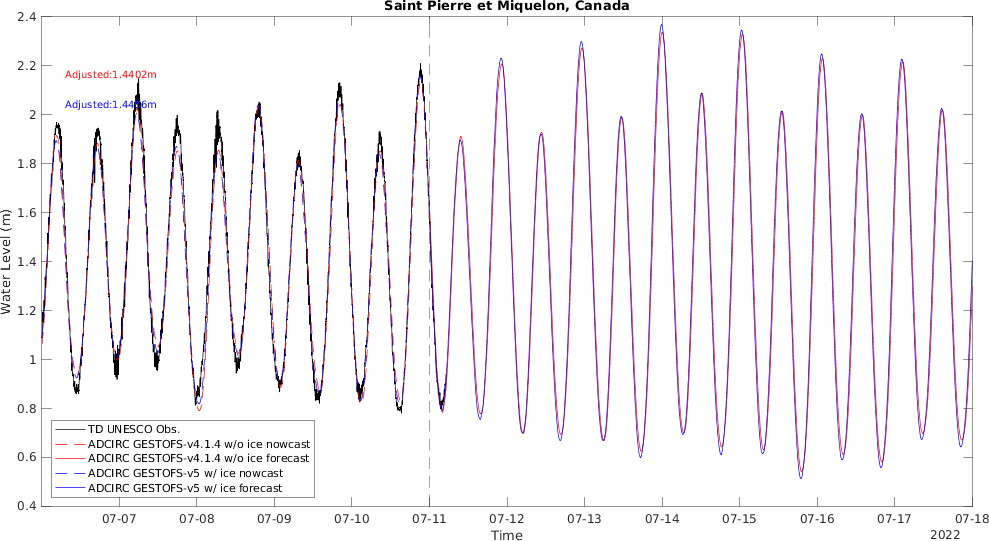 Saint Pierre et Miquelon, Canada
2.4
2.2
2
1.8
1.6
1.4
1.2
1
0.8
0.6
0.4
Water Level (m)
Adjusted:1.4402m
TD UNESCO Obs.
ADCIRC GESTOFS-v4.1.4 w/o ice nowcast
ADCIRC GESTOFS-v4.1.4 w/o ice forecast
ADCIRC GESTOFS-v5 w/ ice nowcast
ADCIRC GESTOFS-v5 w/ ice forecast
07-07 07-08 07-09 07-10 07-11 07-12 07-13 07-14 07-15 07-16 07-17 07-18
Time
2022